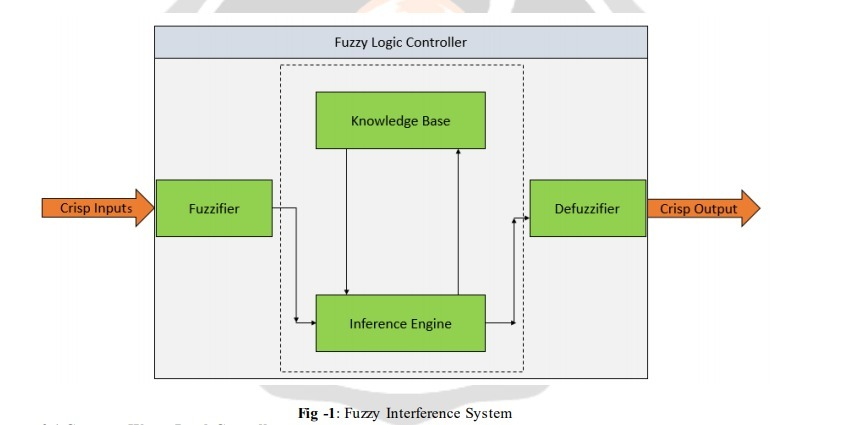 Fuzzy Logic Controller
Knowledge Base
Crisp Inputs
Fuzzifier
Defuzzifier
Crisp Output
Inference Engine
Fig -1: Fuzzy Interference System